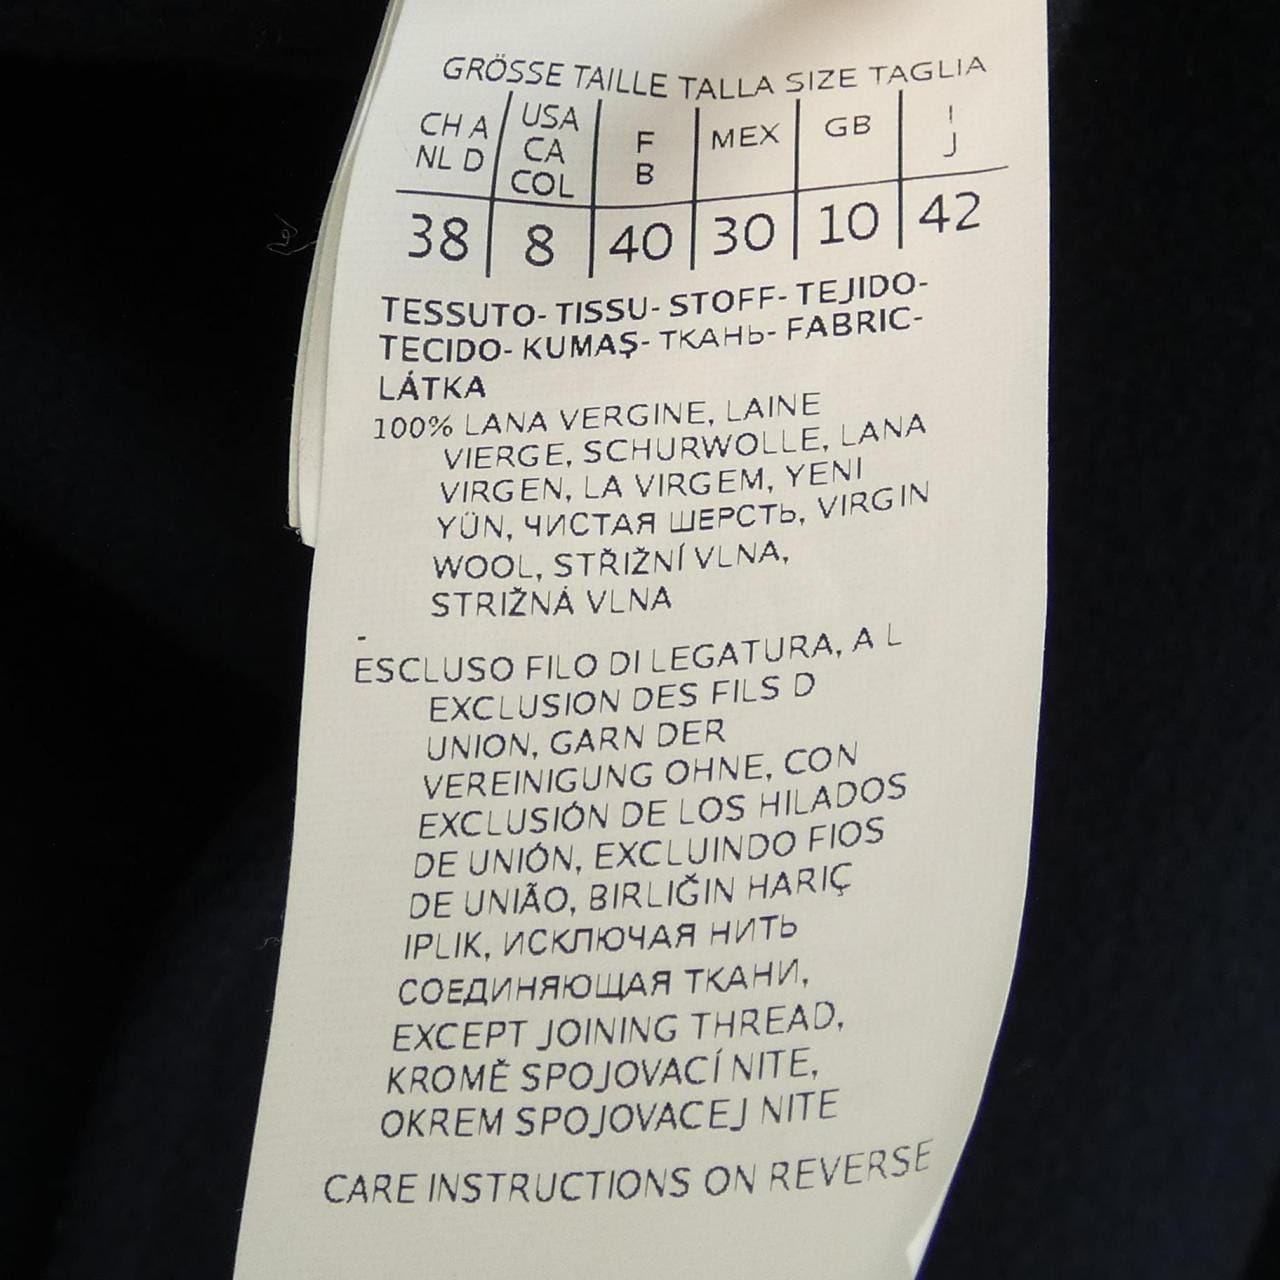 GRÖSSE TAILLE TALLA SIZE TAGLIA
CH A NL D USA CA COL F B MEX GB I J
38 8 40 30 10 42
TESSUTO- TISSU- STOFF- TEJIDO-
TECIDO- KUMAŞ- ТКАНЬ- FABRIC-
LÁTKA
100% LANA VERGINE, LAINE
VIERGE, SCHURWOLLE, LANA
VIRGEN, LA VIRGEM, YENI
YÜN, ЧИСТАЯ ШЕРСТЬ, VIRGIN
WOOL, STŘIŽNÍ VLNA,
STRIŽNÁ VLNA
-
ESCLUSO FILO DI LEGATURA, A L
EXCLUSION DES FILS D
UNION, GARN DER
VEREINIGUNG OHNE, CON
EXCLUSIÓN DE LOS HILADOS
DE UNIÓN, EXCLUINDO FIOS
DE UNIÃO, BIRLIĞIN HARIÇ
IPLIK, ИСКЛЮЧАЯ НИТЬ
СОЕДИНЯЮЩАЯ ТКАНИ,
EXCEPT JOINING THREAD,
KROMĚ SPOJOVACÍ NITE,
OKREM SPOJOVACEJ NITE
CARE INSTRUCTIONS ON REVERSE